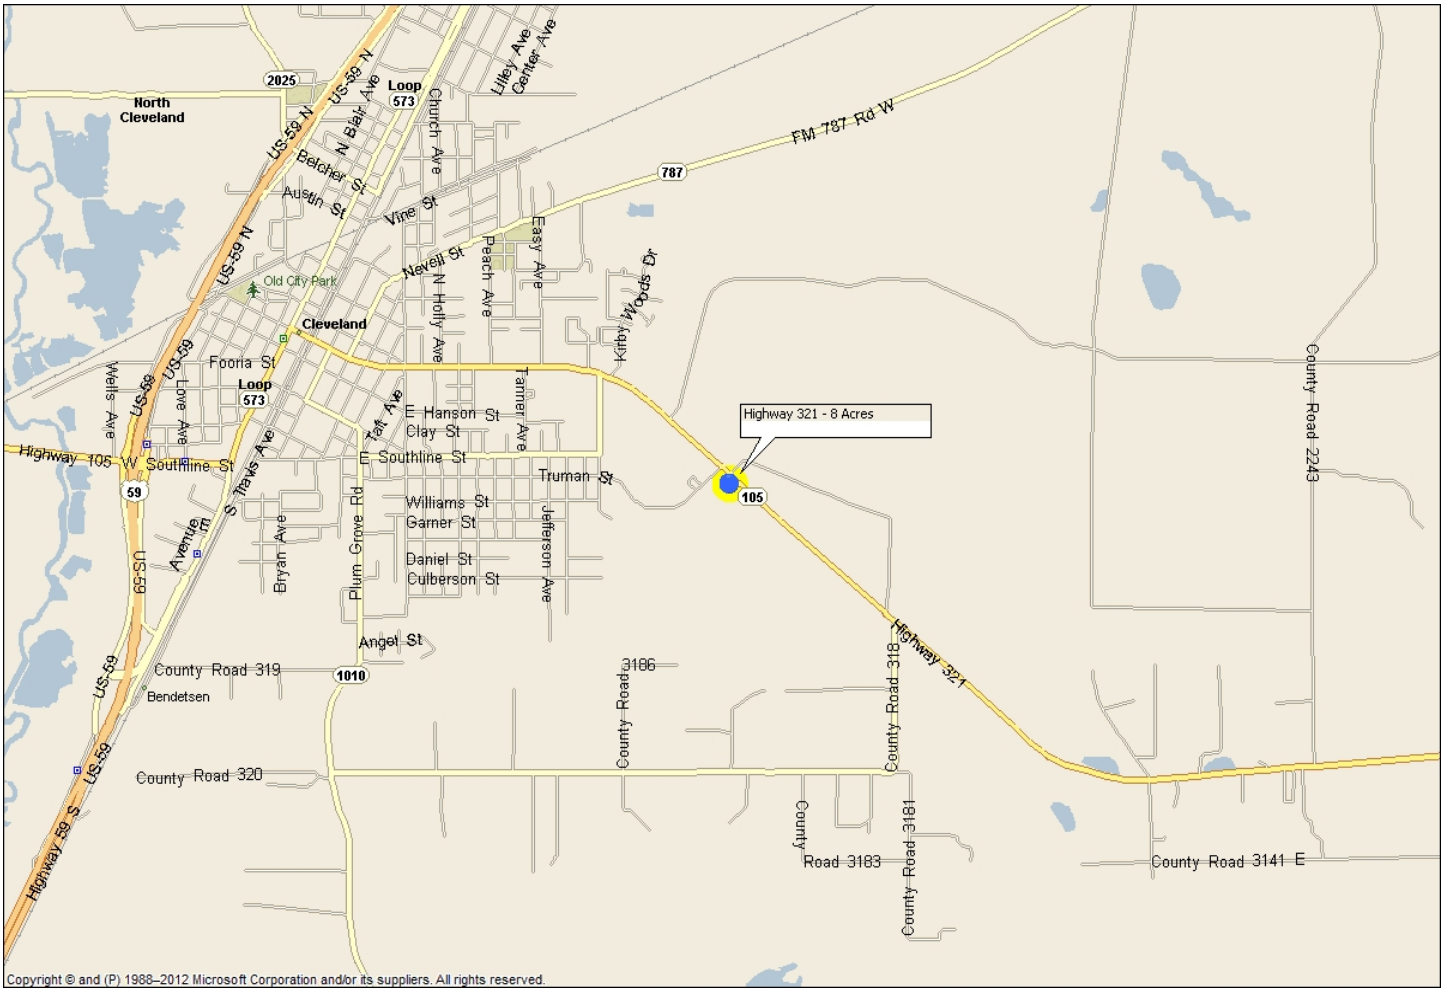 US-59 N
Lilley Ave
Center Ave
2025
Loop
573
North
Cleveland
US-59 N
N Blair Ave
Church Ave
FM 787 Rd W
Belcher St
787
Austin St
Vine St
US-59 N
Nevell St
Peach Ave
Easy Ave
Old City Park
N Holly Ave
Kirby Woods Dr
Cleveland
US-59
Fooria St
County Road 2243
Wells Ave
Love Ave
Loop
573
US-59
Taft Ave
Tanner Ave
E Hanson St
Clay St
Highway 321 - 8 Acres
Highway 105 W
Southline St
E Southline St
S Travis Ave
Truman St
59
105
Williams St
Garner St
Plum Grove Rd
Jefferson Ave
Avenue E
Bryan Ave
US-59
Daniel St
Culberson St
Angel St
Highway 321
County Road 318
County Road 319
1010
County Road 3186
US-59
Bendetsen
US-59
County Road 320
County Road 3183
County Road 3181
County Road 3141 E
Highway 59 S
Copyright © and (P) 1988–2012 Microsoft Corporation and/or its suppliers. All rights reserved.